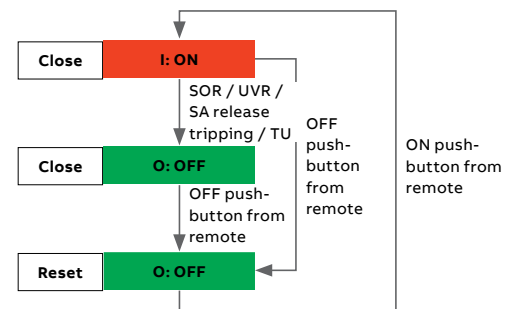 Close
I: ON
SOR / UVR /
SA release
tripping / TU
OFF
push-
button
from
remote
ON push-
button from
remote
Close
O: OFF
OFF push-
button from
remote
Reset
O: OFF